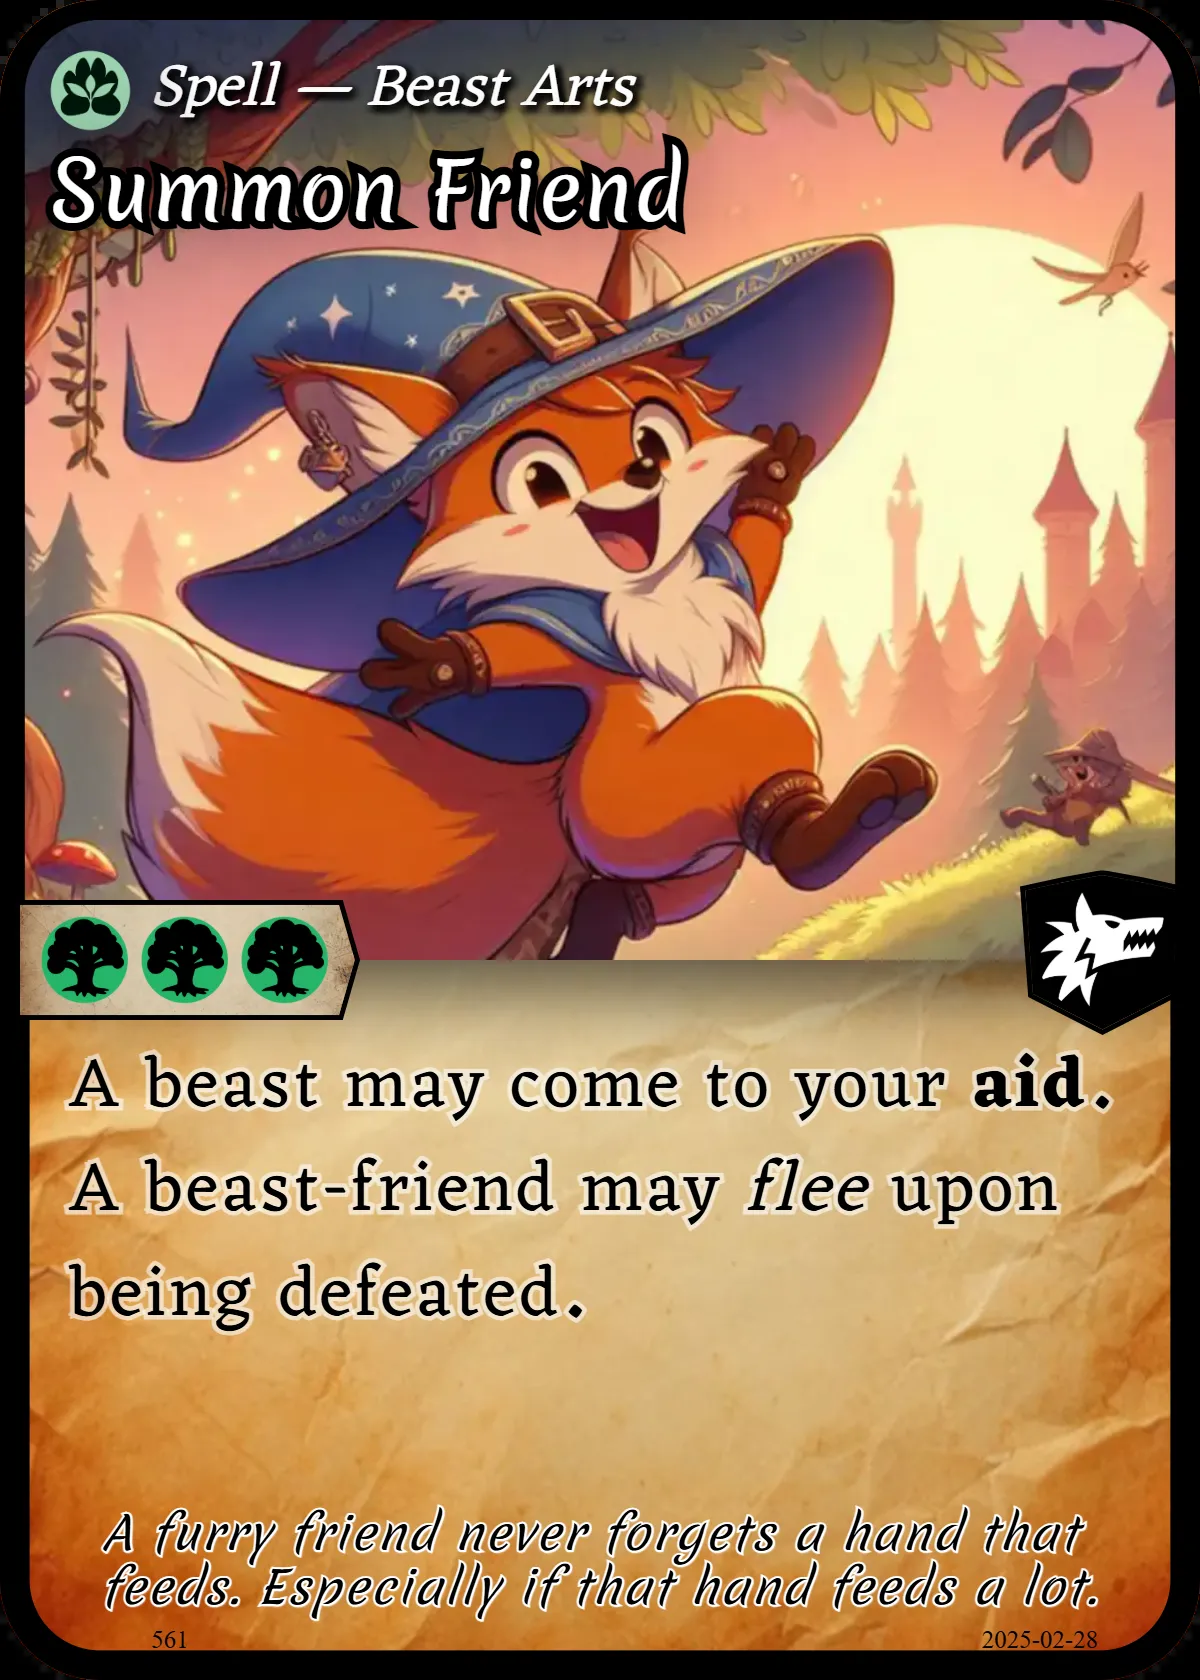 Spell — Beast Arts
Summon Friend
A beast may come to your aid.
A beast-friend may flee upon
being defeated.
A furry friend never forgets a hand that
feeds. Especially if that hand feeds a lot.
561
2025-02-28